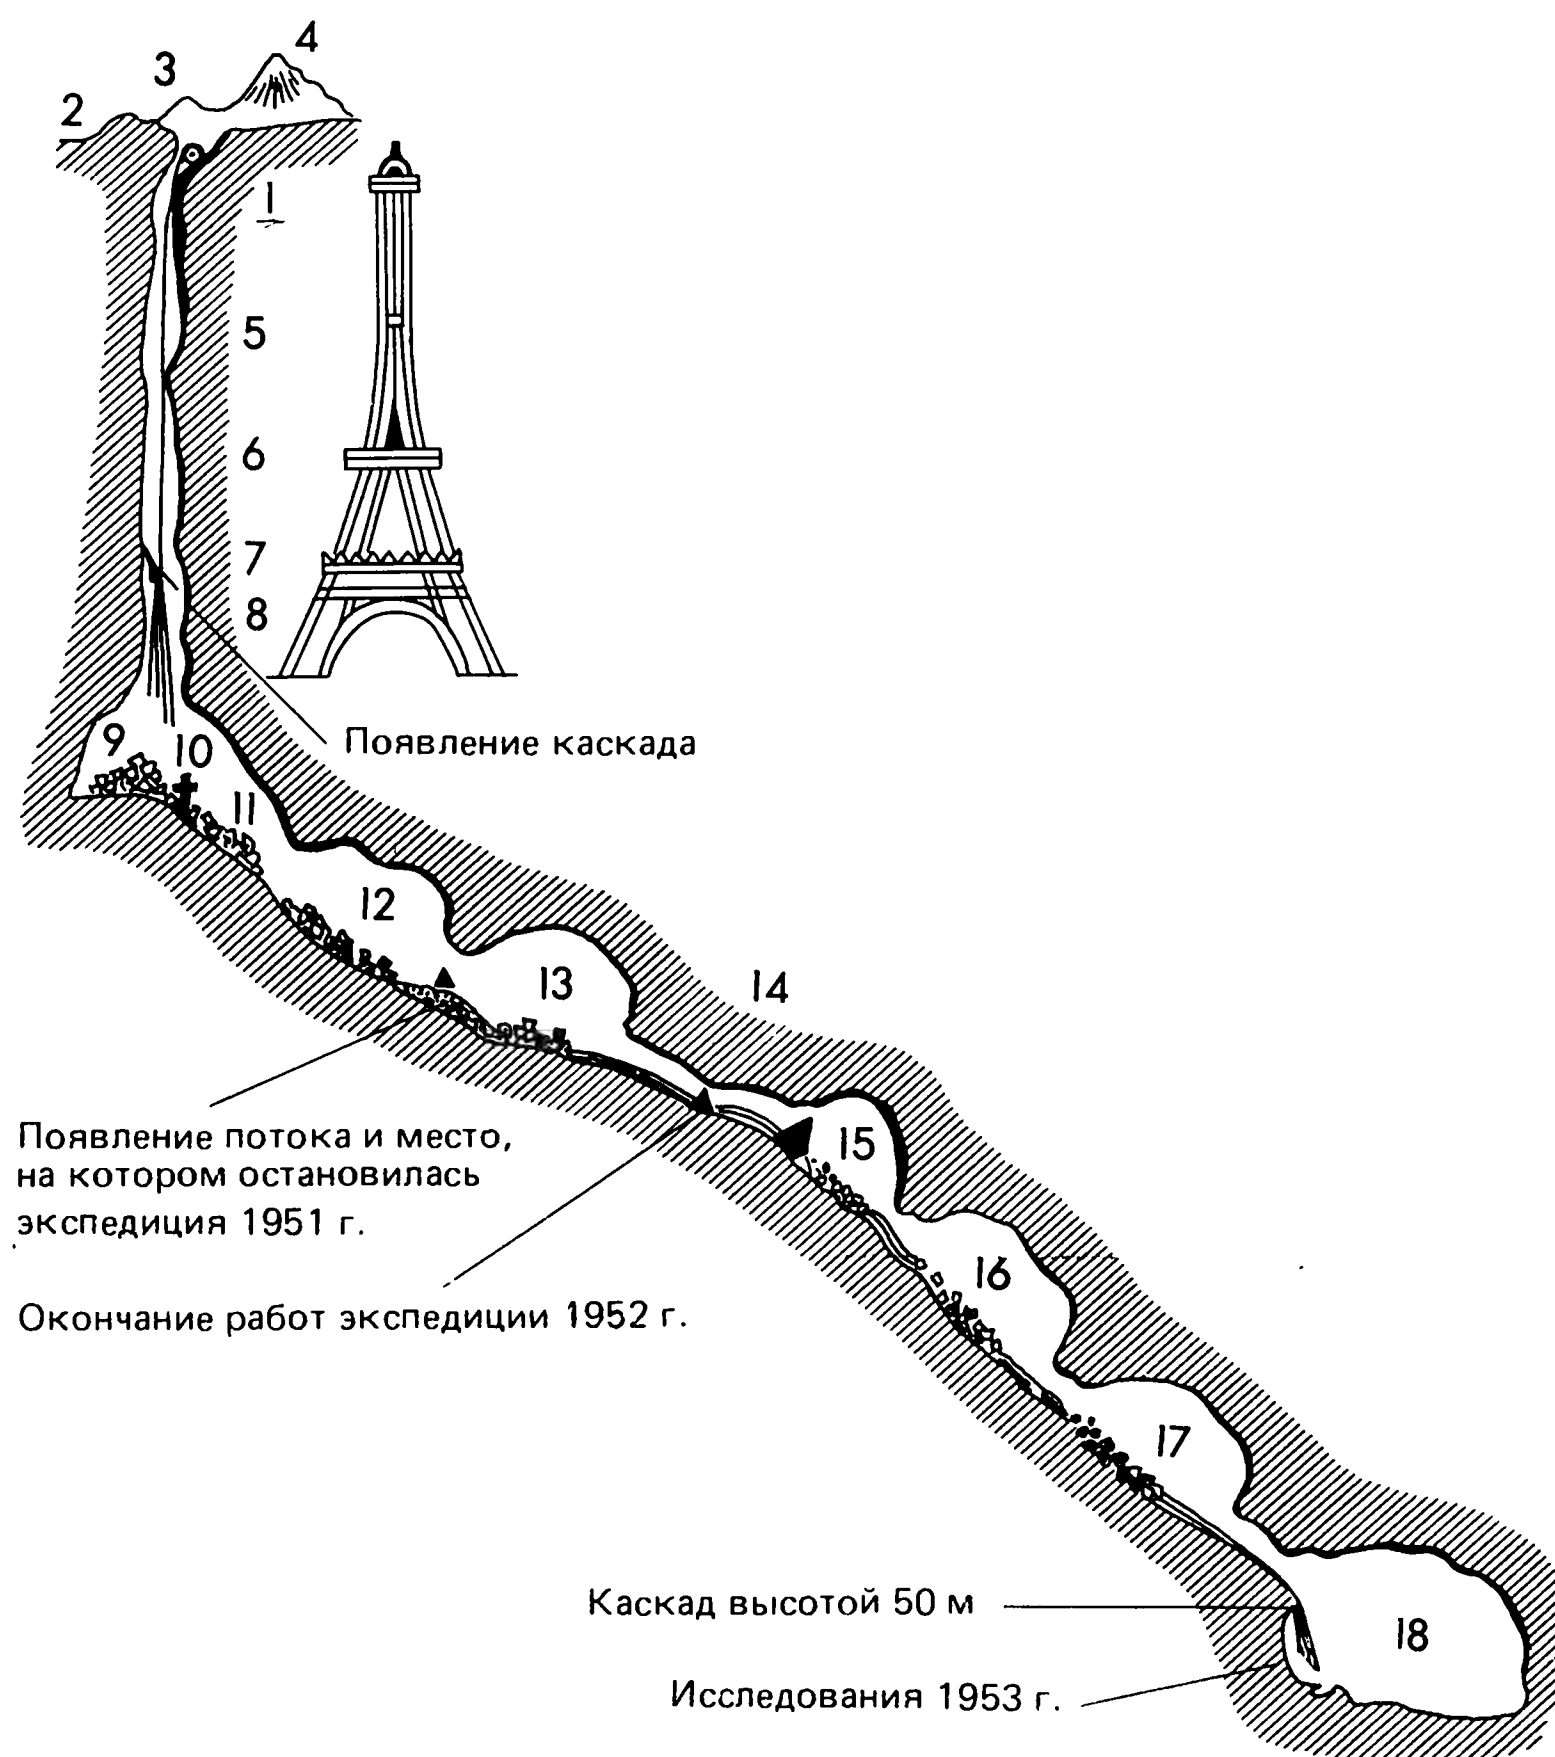 4
3
2
1
5
6
7
8
9
10
Появление каскада
11
12
13
14
Появление потока и место,
на котором остановилась
экспедиция 1951 г.
15
16
Окончание работ экспедиции 1952 г.
17
Каскад высотой 50 м
18
Исследования 1953 г.